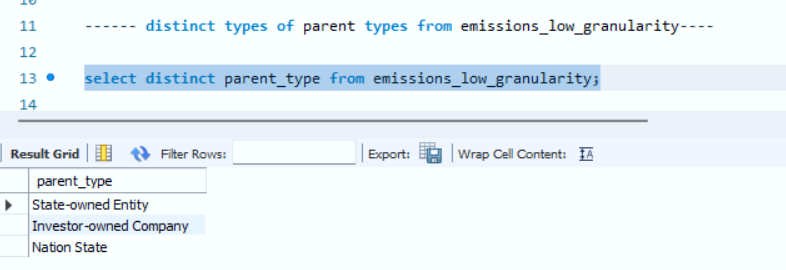 10
11 ------ distinct types of parent types from emissions_low_granularity----
12
13 select distinct parent_type from emissions_low_granularity;
14
Result Grid Filter Rows: Export: Wrap Cell Content: IA
parent_type
State-owned Entity
Investor-owned Company
Nation State